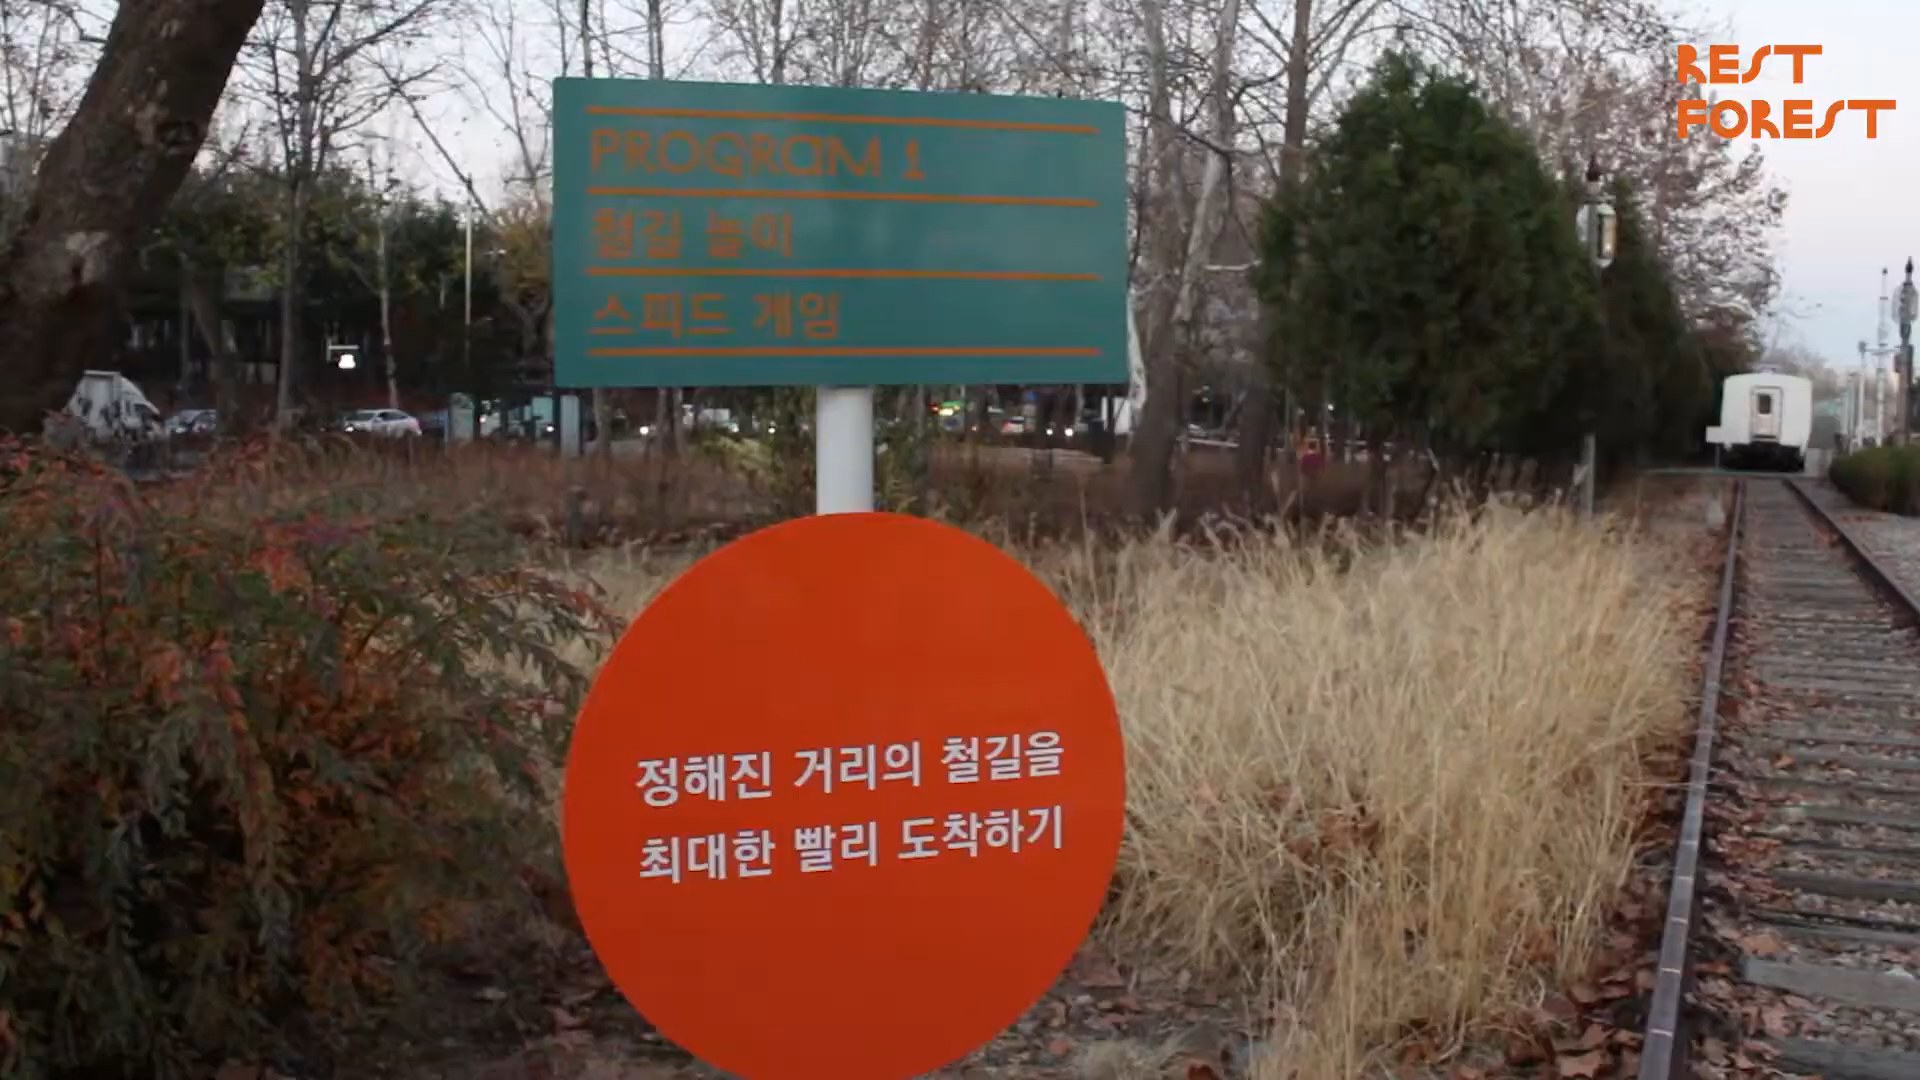 REST
FOREST
PROGRAM 1
철길 놀이
스피드 게임
정해진 거리의 철길을
최대한 빨리 도착하기